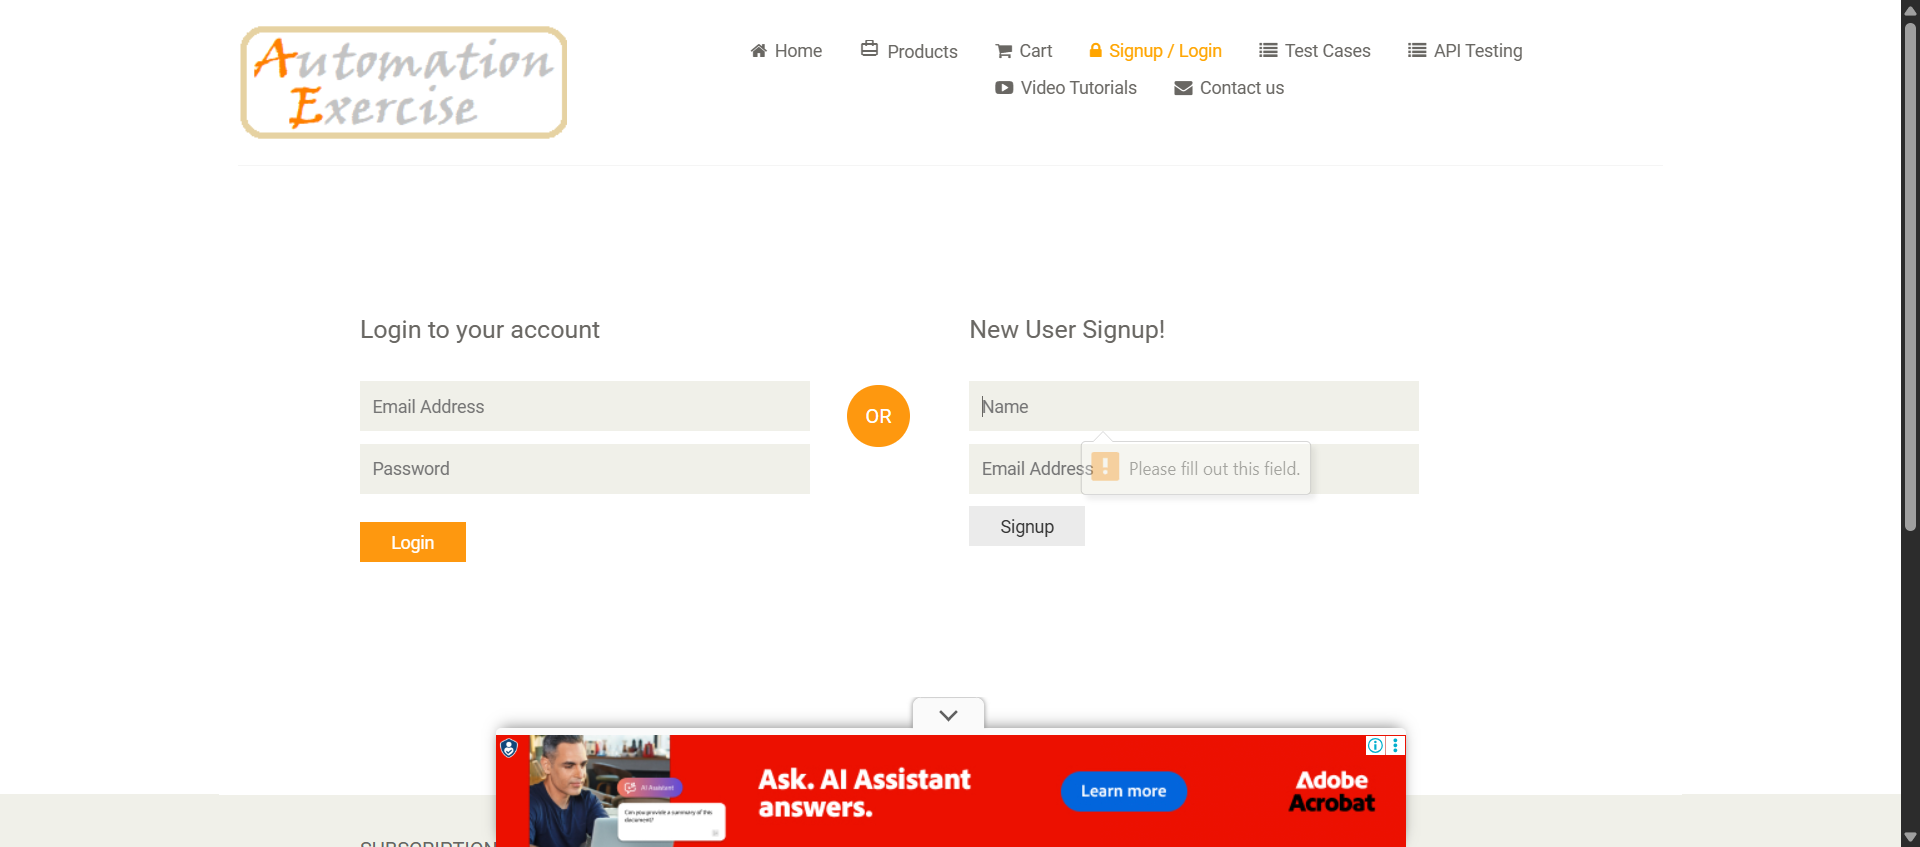 Automation
Exercise
Home
Products
Cart
Signup / Login
Test Cases
API Testing
Video Tutorials
Contact us
Login to your account
Email Address
Password
Login
OR
New User Signup!
Name
Email Address
Please fill out this field.
Signup
AI Assistant
Can you provide a summary of this
document?
Ask. AI Assistant
answers.
Learn more
Adobe
Acrobat
SUBSCRIPTION